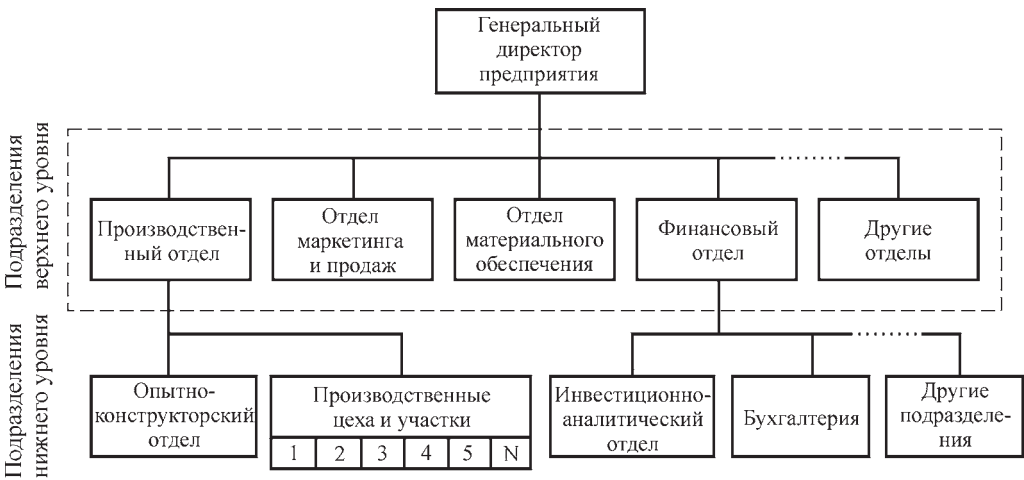 Генеральный
директор
предприятия
Подразделения
верхнего уровня
Производствен-
ный отдел
Отдел
маркетинга
и продаж
Отдел
материального
обеспечения
Финансовый
отдел
Другие
отделы
Подразделения
нижнего уровня
Опытно-
конструкторский
отдел
Производственные
цеха и участки
1 2 3 4 5 N
Инвестиционно-
аналитический
отдел
Бухгалтерия
Другие
подразделе-
ния